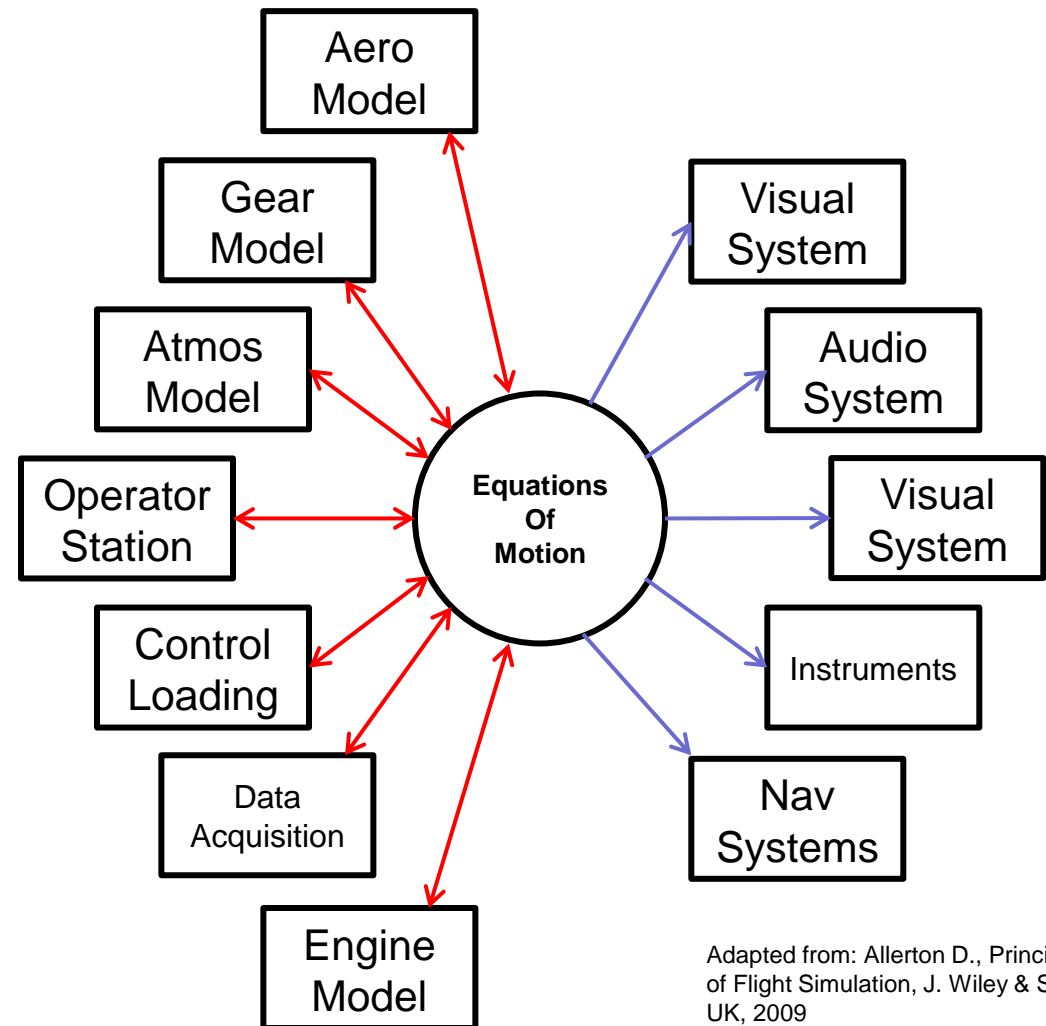 Aero
Model
Gear
Model
Visual
System
Atmos
Model
Audio
System
Operator
Station
Equations
Of
Motion
Visual
System
Control
Loading
Instruments
Data
Acquisition
Nav
Systems
Engine
Model
Adapted from: Allerton D., Princi
of Flight Simulation, J. Wiley & S
UK, 2009